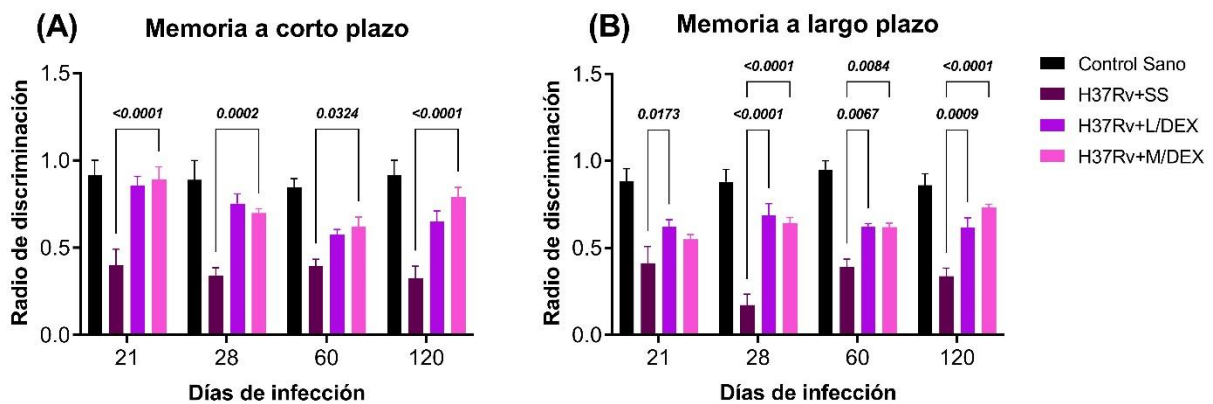 (A) Memoria a corto plazo
Radio de discriminación
1.5
1.0
0.5
0.0
<0.0001
0.0002
0.0324
<0.0001
21 28 60 120
Días de infección
(B) Memoria a largo plazo
Radio de discriminación
1.5
1.0
0.5
0.0
<0.0001 0.0084 <0.0001
0.0173 <0.0001 0.0067 0.0009
21 28 60 120
Días de infección
Control Sano
H37Rv+SS
H37Rv+L/DEX
H37Rv+M/DEX